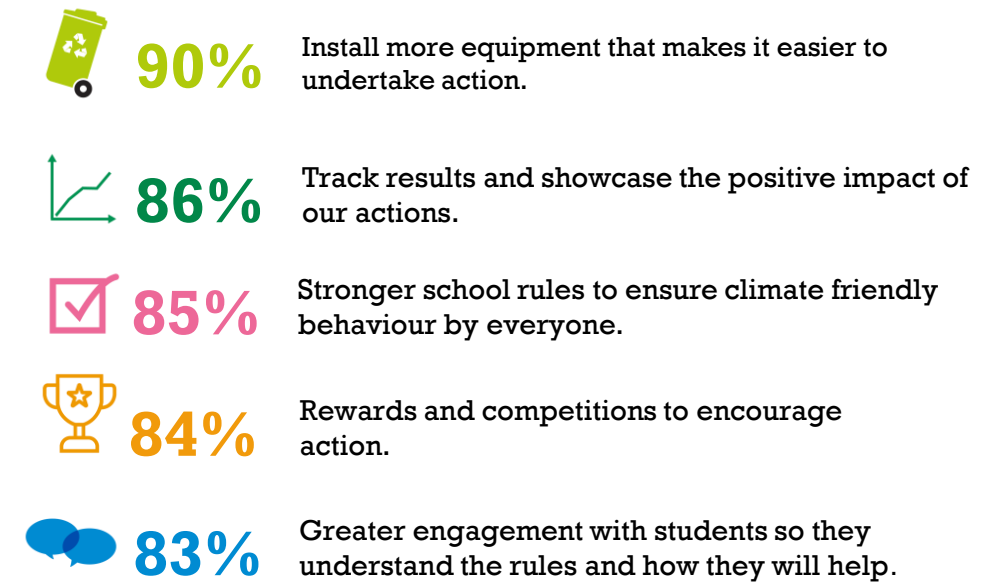 90%
Install more equipment that makes it easier to
undertake action.
86%
Track results and showcase the positive impact of
our actions.
85%
Stronger school rules to ensure climate friendly
behaviour by everyone.
84%
Rewards and competitions to encourage
action.
83%
Greater engagement with students so they
understand the rules and how they will help.